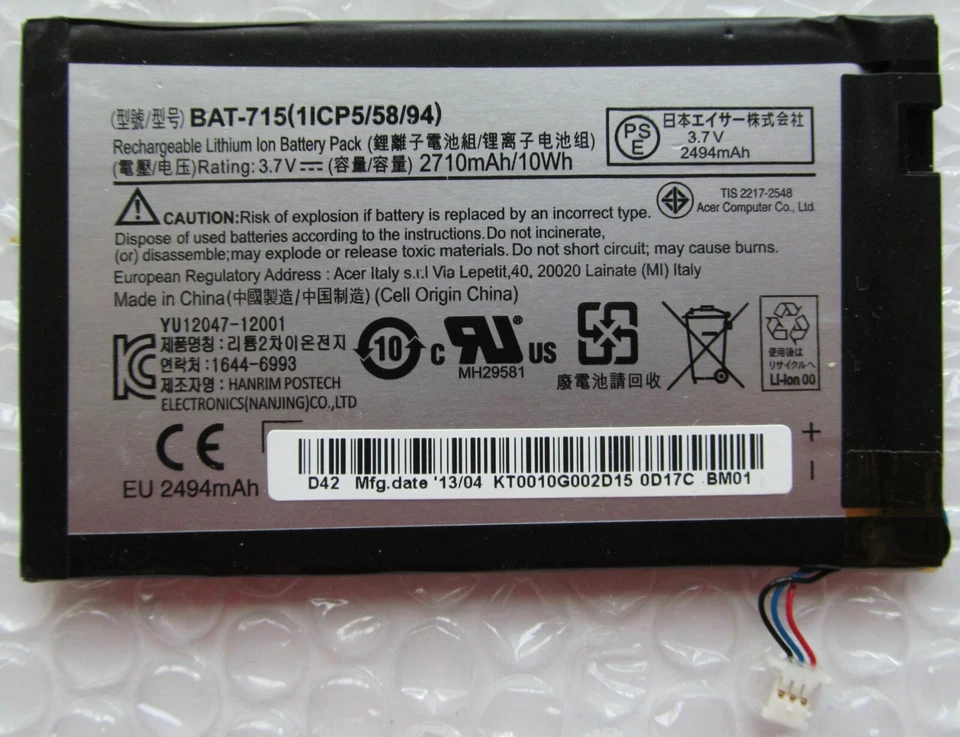 (型號/型号) BAT-715(1ICP5/58/94)
Rechargeable Lithium Ion Battery Pack (鋰離子電池組/锂离子电池组)
(電壓/电压)Rating: 3.7V⎓ (容量/容量) 2710mAh/10Wh
PSE
日本エイサー株式会社
3.7V
2494mAh
CAUTION:Risk of explosion if battery is replaced by an incorrect type.
TIS 2217-2548
Acer Computer Co., Ltd.
Dispose of used batteries according to the instructions.Do not incinerate,
(or) disassemble;may explode or release toxic materials. Do not short circuit; may cause burns.
European Regulatory Address : Acer Italy s.r.l Via Lepetit,40, 20020 Lainate (MI) Italy
Made in China(中國製造/中国制造) (Cell Origin China)
YU12047-12001
제품명칭 : 리튬2차이온전지
연락처 : 1644-6993
제조자명 : HANRIM POSTECH
ELECTRONICS(NANJING)CO.,LTD
10
c RU® US
MH29581
廢電池請回收
使用後は
リサイクルへ
Li-Ion 00
CE
EU 2494mAh
+
-
D42 Mfg.date '13/04 KT0010G002D15 0D17C BM01